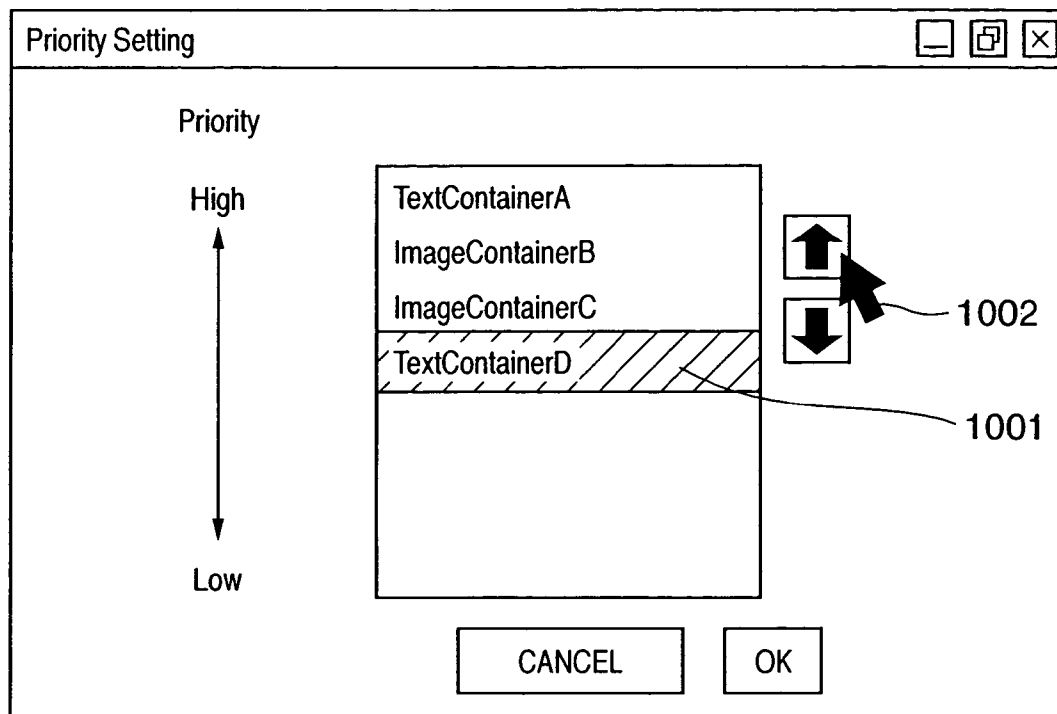 Priority Setting
Priority
High
TextContainerA
ImageContainerB
ImageContainerC
1002
TextContainerD
1001
Low
CANCEL
OK